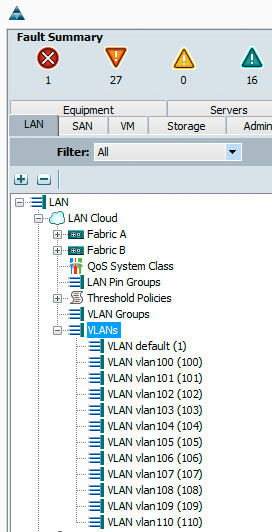 Fault Summary
1 27 0 16
Equipment Servers
LAN SAN VM Storage Admin
Filter: All
LAN
LAN Cloud
Fabric A
Fabric B
QoS System Class
LAN Pin Groups
Threshold Policies
VLAN Groups
VLANs
VLAN default (1)
VLAN vlan100 (100)
VLAN vlan101 (101)
VLAN vlan102 (102)
VLAN vlan103 (103)
VLAN vlan104 (104)
VLAN vlan105 (105)
VLAN vlan106 (106)
VLAN vlan107 (107)
VLAN vlan108 (108)
VLAN vlan109 (109)
VLAN vlan110 (110)